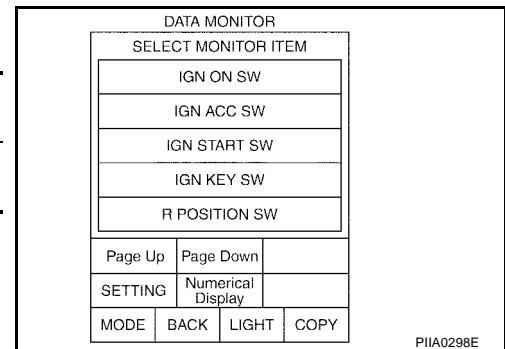 DATA MONITOR
SELECT MONITOR ITEM
IGN ON SW
IGN ACC SW
IGN START SW
IGN KEY SW
R POSITION SW
Page Up Page Down
SETTING Numerical Display
MODE BACK LIGHT COPY
PIIA0298E